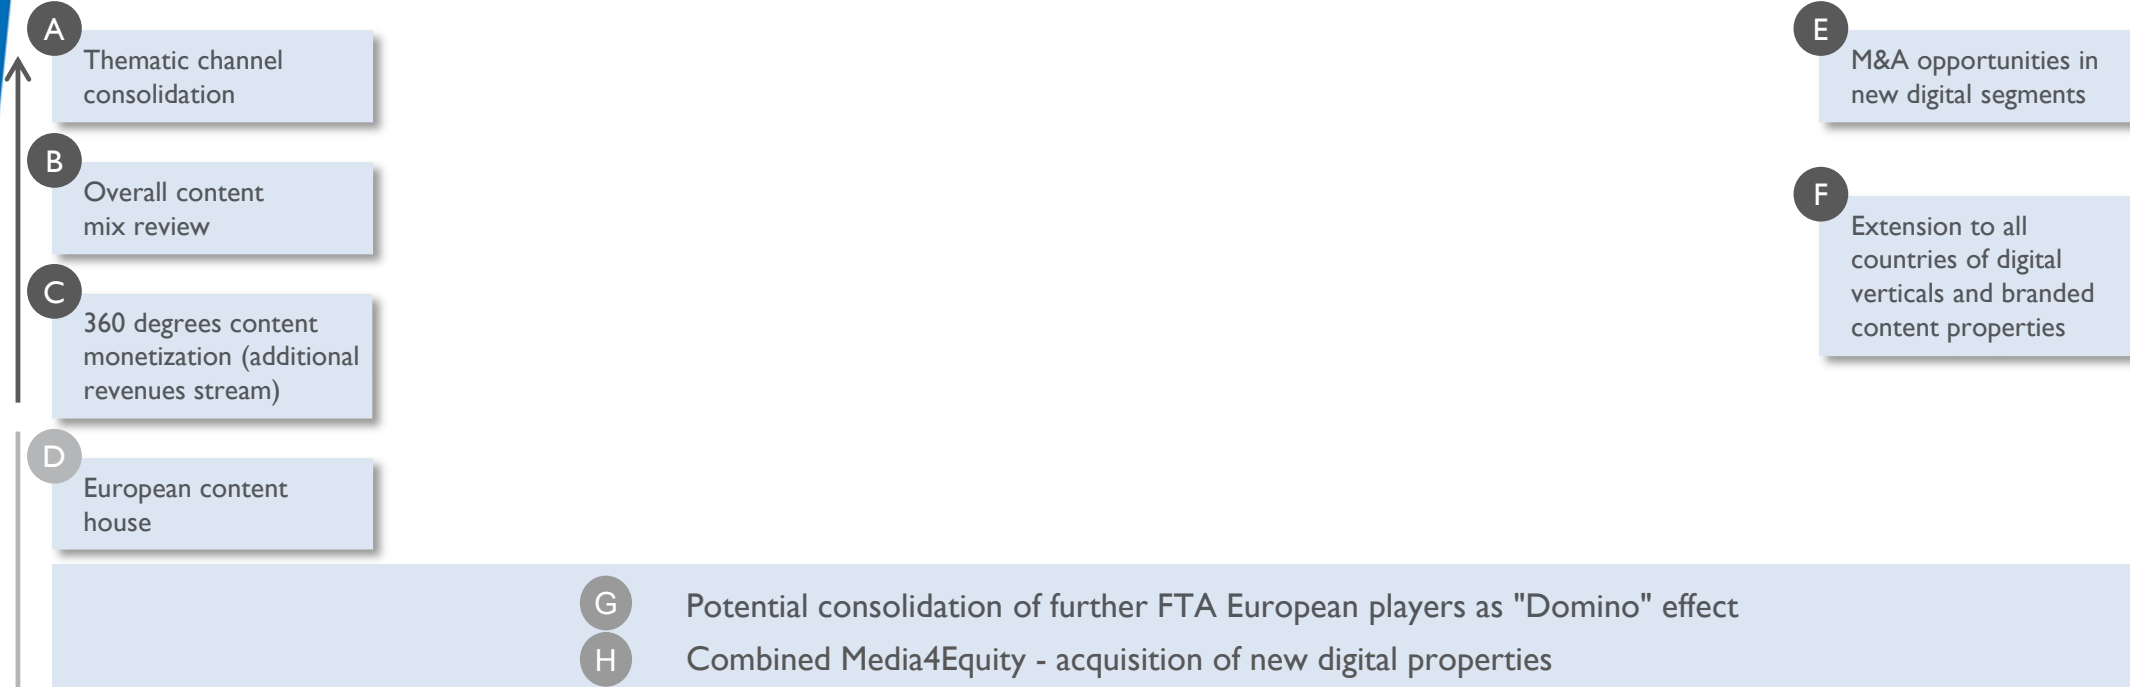 A
Thematic channel
consolidation
B
Overall content
mix review
C
360 degrees content
monetization (additional
revenues stream)
D
European content
house
E
M&A opportunities in
new digital segments
F
Extension to all
countries of digital
verticals and branded
content properties
G Potential consolidation of further FTA European players as "Domino" effect
H Combined Media4Equity - acquisition of new digital properties